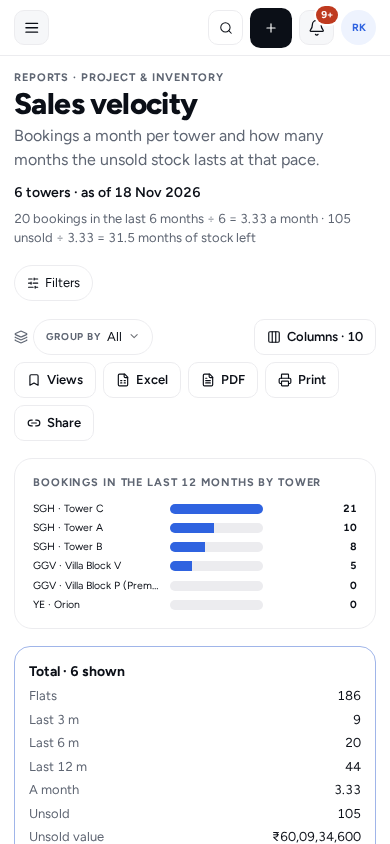 9+
RK
REPORTS · PROJECT & INVENTORY
Sales velocity
Bookings a month per tower and how many
months the unsold stock lasts at that pace.
6 towers · as of 18 Nov 2026
20 bookings in the last 6 months ÷ 6 = 3.33 a month · 105
unsold ÷ 3.33 = 31.5 months of stock left
Filters
GROUP BY All
Columns · 10
Views
Excel
PDF
Print
Share
BOOKINGS IN THE LAST 12 MONTHS BY TOWER
SGH · Tower C 21
SGH · Tower A 10
SGH · Tower B 8
GGV · Villa Block V 5
GGV · Villa Block P (Prem... 0
YE · Orion 0
Total · 6 shown
Flats 186
Last 3 m 9
Last 6 m 20
Last 12 m 44
A month 3.33
Unsold 105
Unsold value ₹60,09,34,600